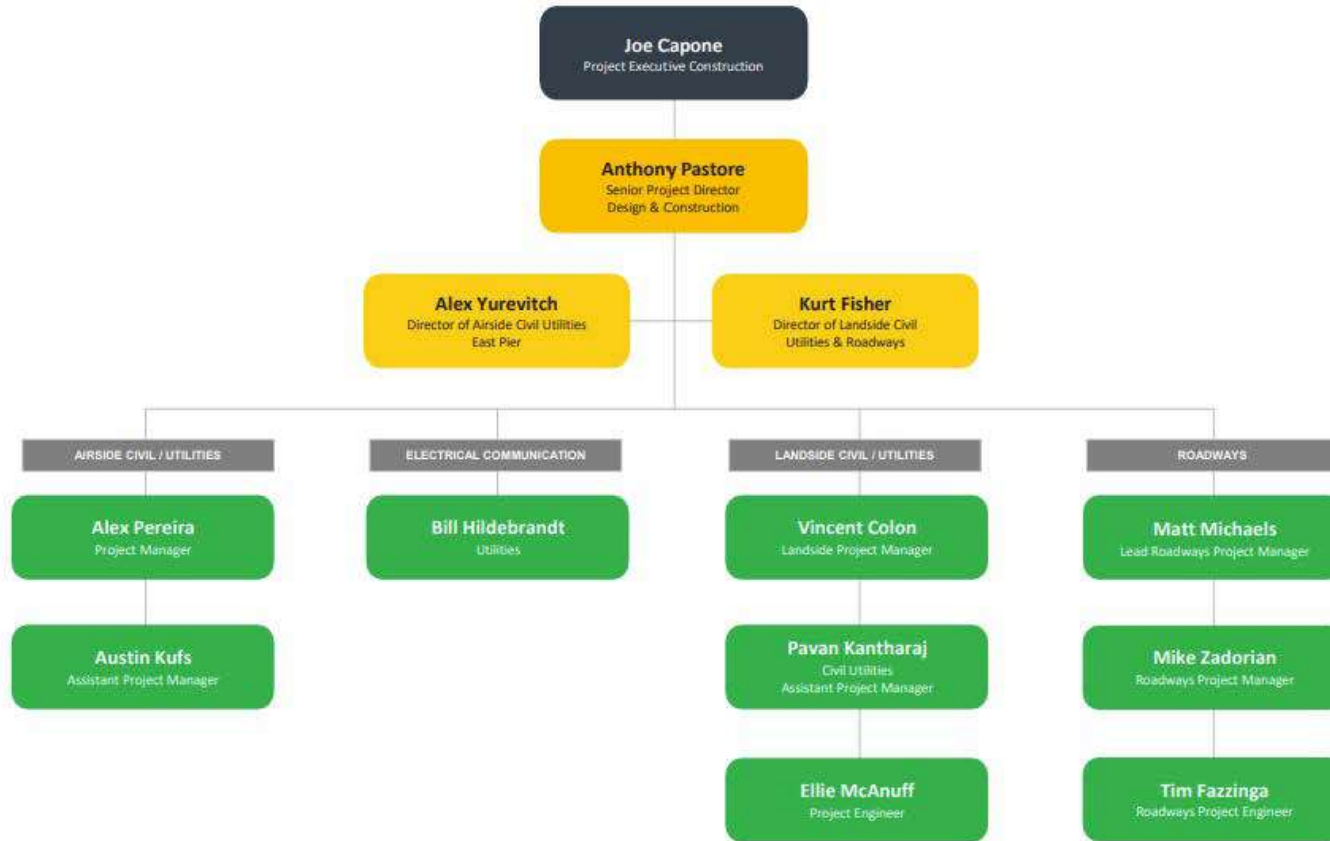 Joe Capone
Project Executive Construction
Anthony Pastore
Senior Project Director
Design & Construction
Alex Yurevitch
Director of Airside Civil Utilities
East Pier
Kurt Fisher
Director of Landside Civil
Utilities & Roadways
AIRSIDE CIVIL / UTILITIES
Alex Pereira
Project Manager
Austin Kufs
Assistant Project Manager
ELECTRICAL COMMUNICATION
Bill Hildebrandt
Utilities
LANDSIDE CIVIL / UTILITIES
Vincent Colon
Landside Project Manager
Pavan Kantharaj
Civil Utilities
Assistant Project Manager
Ellie McAnuff
Project Engineer
ROADWAYS
Matt Michaels
Lead Roadways Project Manager
Mike Zadorian
Roadways Project Manager
Tim Fazzinga
Roadways Project Engineer